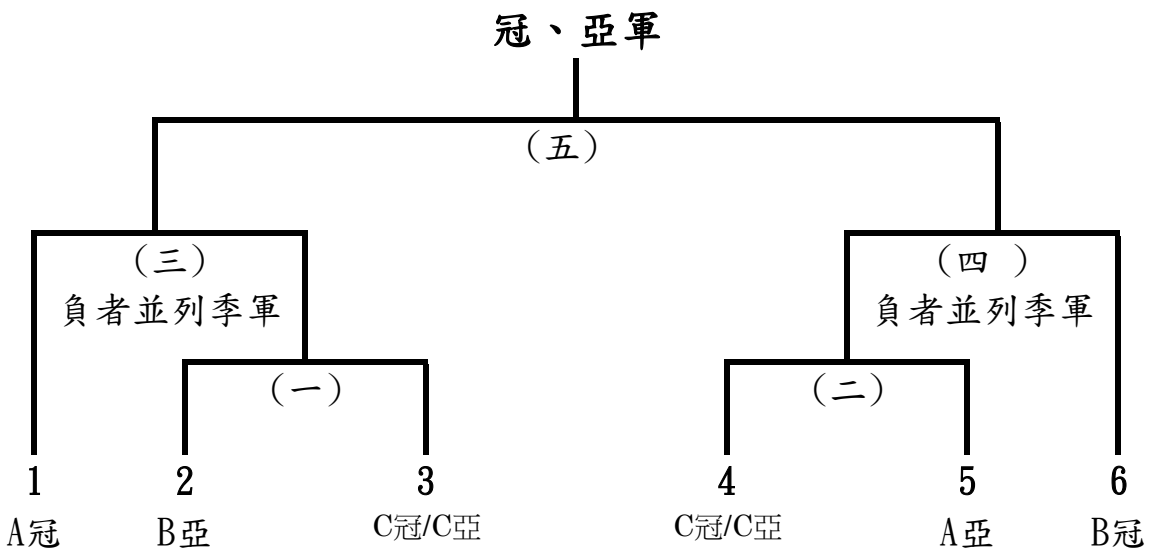 冠、亞軍
(五)
(三)
(四 )
負者並列季軍
負者並列季軍
(一)
(二)
1
2
3
4
5
6
A冠
B亞
C冠/C亞
C冠/C亞
A亞
B冠